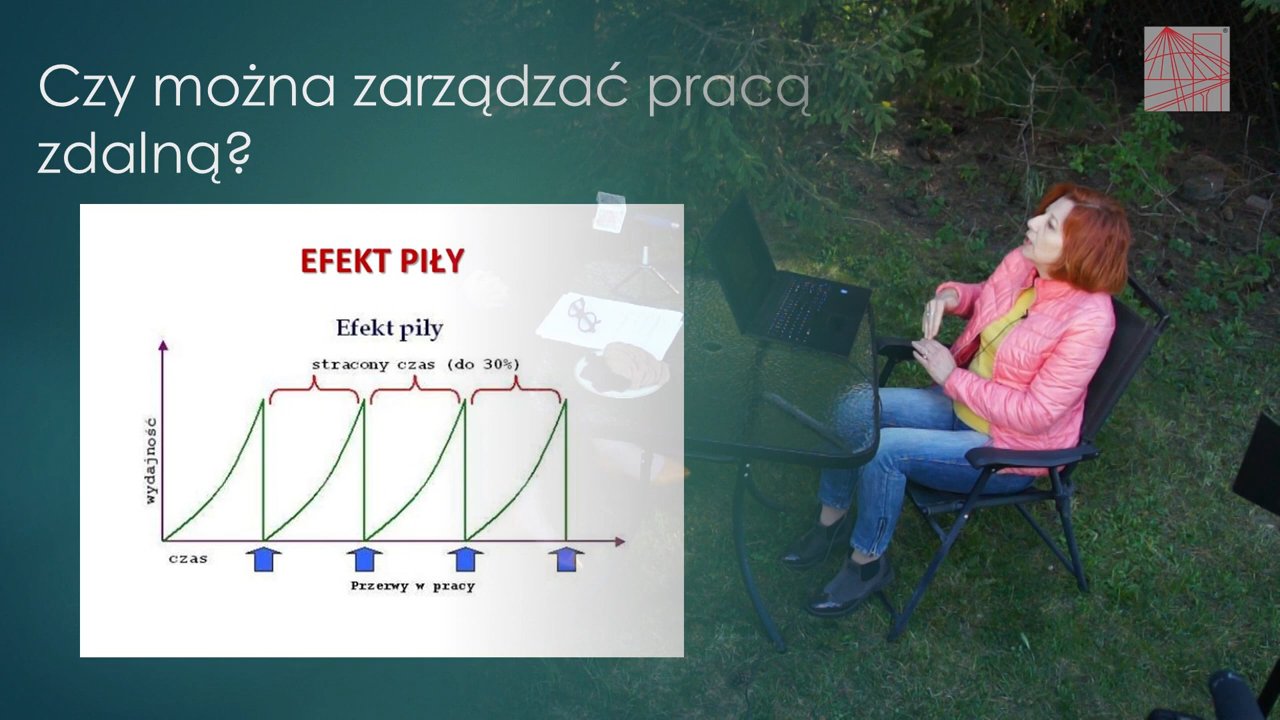 Czy można zarządzać pracą
zdalną?
EFEKT PIŁY
Efekt piły
stracony czas (do 30%)
wydajność
czas
Przerwy w pracy